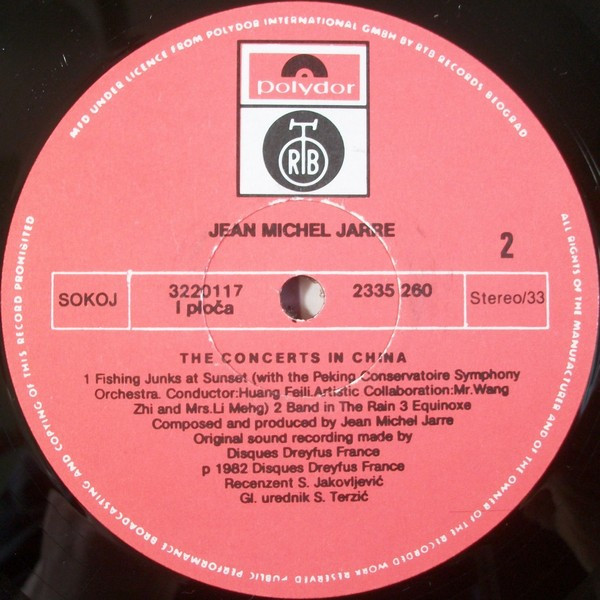 MFD UNDER LICENCE FROM POLYDOR INTERNATIONAL GMBH BY RTB RECORDS BEOGRAD
polydor
RTB
JEAN MICHEL JARRE
2
SOKOJ
3220117
I ploča
2335 260
Stereo/33
THE CONCERTS IN CHINA
1 Fishing Junks at Sunset (with the Peking Conservatoire Symphony
Orchestra. Conductor:Huang Feili.Artistic Collaboration:Mr.Wang
Zhi and Mrs.Li Mehg) 2 Band in The Rain 3 Equinoxe
Composed and produced by Jean Michel Jarre
Original sound recording made by
Disques Dreyfus France
p 1982 Disques Dreyfus France
Recenzent S. Jakovljević
Gl. urednik S. Terzić
ALL RIGHTS OF THE MANUFACTURER AND OF THE OWNER OF THE RECORDED WORK RESERVED PUBLIC PERFORMANCE BROADCASTING AND COPYING OF THIS RECORD PROHIBITED